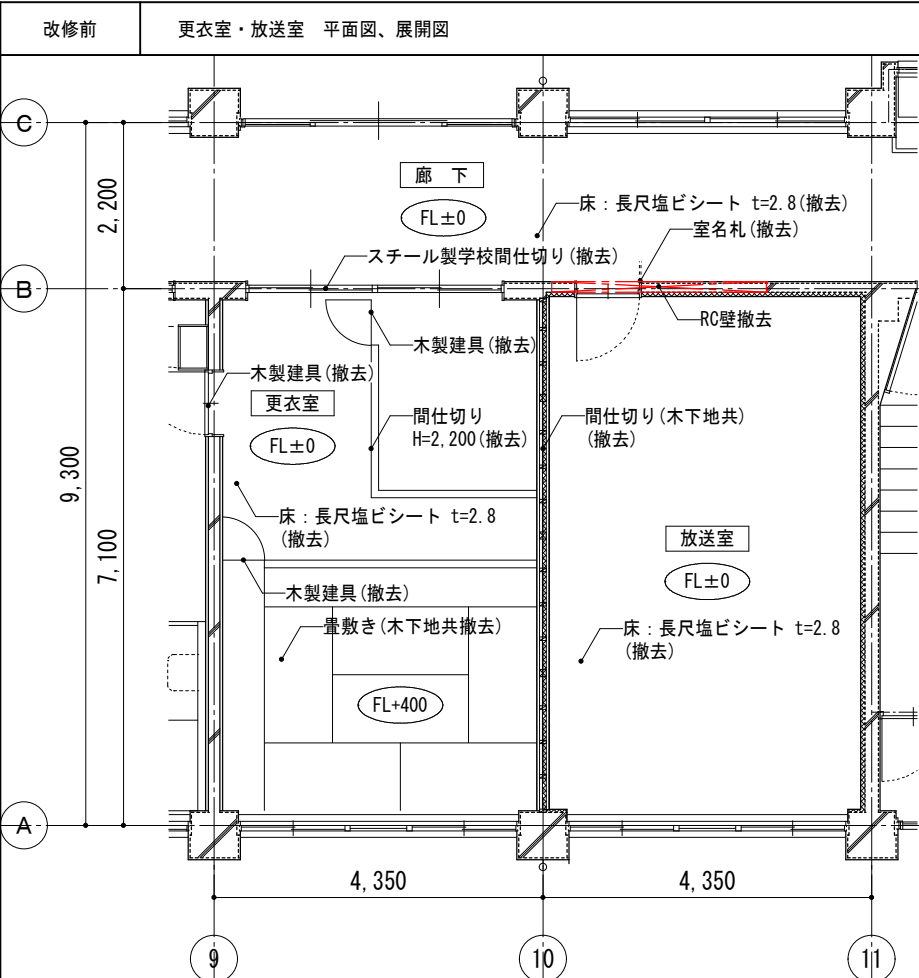 改修前
更衣室・放送室 平面図、展開図
C
廊 下
床：長尺塩ビシート t=2.8(撤去)
2,200
FL±0
室名札(撤去)
スチール製学校間仕切り(撤去)
B
RC壁撤去
木製建具(撤去)
木製建具(撤去)
更衣室
間仕切り
H=2,200(撤去)
間仕切り(木下地共)
(撤去)
FL±0
9,300
床：長尺塩ビシート t=2.8
(撤去)
放送室
7,100
FL±0
木製建具(撤去)
畳敷き(木下地共撤去)
床：長尺塩ビシート t=2.8
(撤去)
FL+400
A
4,350
4,350
9
10
11